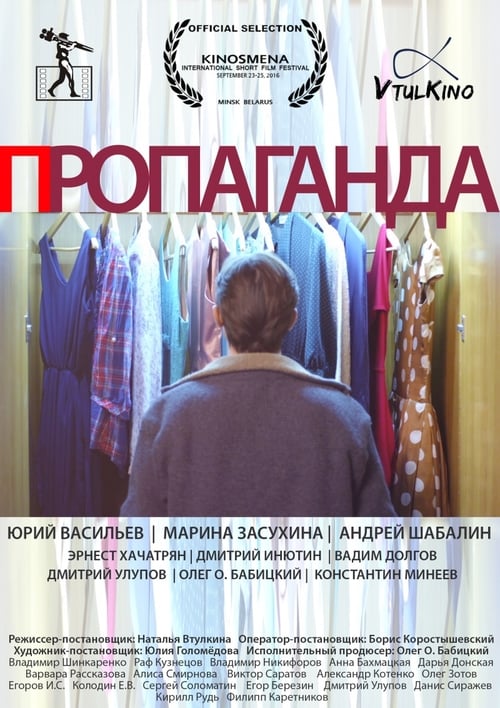 OFFICIAL SELECTION
KINOSMENA
INTERNATIONAL SHORT FILM FESTIVAL
SEPTEMBER 23-25, 2016
MINSK BELARUS
VTULKINO
ПРОПАГАНДА
ЮРИЙ ВАСИЛЬЕВ | МАРИНА ЗАСУХИНА | АНДРЕЙ ШАБАЛИН
ЭРНЕСТ ХАЧАТРЯН | ДМИТРИЙ ИНЮТИН | ВАДИМ ДОЛГОВ
ДМИТРИЙ УЛУПОВ | ОЛЕГ О. БАБИЦКИЙ | КОНСТАНТИН МИНЕЕВ
Режиссер-постановщик: Наталья Втулкина Оператор-постановщик: Борис Коростышевский
Художник-постановщик: Юлия Голомёдова Исполнительный продюсер: Олег О. Бабицкий
Владимир Шинкаренко Раф Кузнецов Владимир Никифоров Анна Бахмацкая Дарья Донская
Варвара Рассказова Алиса Смирнова Виктор Саратов Александр Котенко Олег Зотов
Егоров И.С. Колодин Е.В. Сергей Соломатин Егор Березин Дмитрий Улупов Данис Сиражев
Кирилл Рудь Филипп Каретников